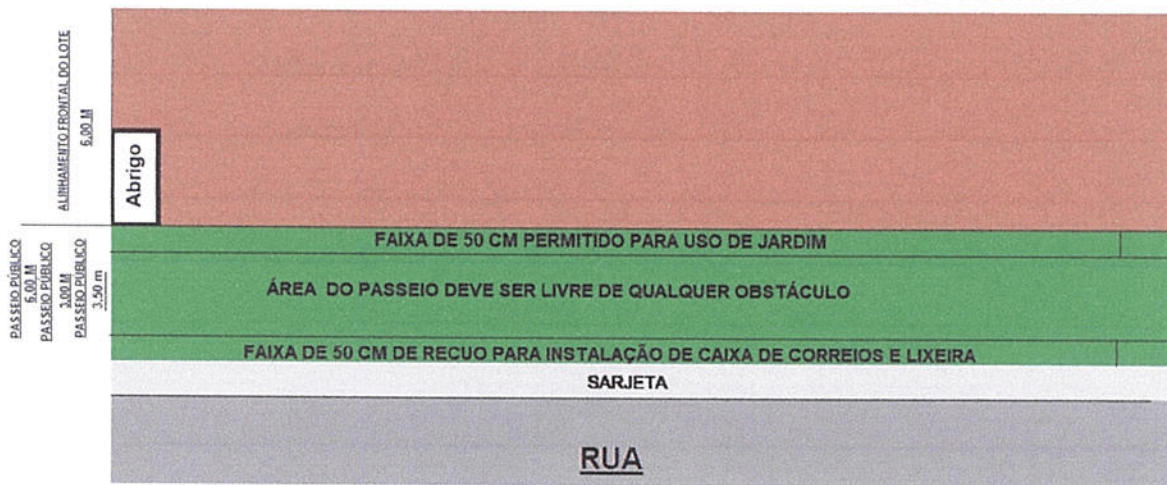 ALINHAMENTO FRONTAL DO LOTE
6,00 M
Abrigo
PASSEIO PÚBLICO
6,00 M
PASSEIO PÚBLICO
3,00 M
PASSEIO PÚBLICO
3,50 m
FAIXA DE 50 CM PERMITIDO PARA USO DE JARDIM
ÁREA DO PASSEIO DEVE SER LIVRE DE QUALQUER OBSTÁCULO
FAIXA DE 50 CM DE RECUO PARA INSTALAÇÃO DE CAIXA DE CORREIOS E LIXEIRA
SARJETA
RUA